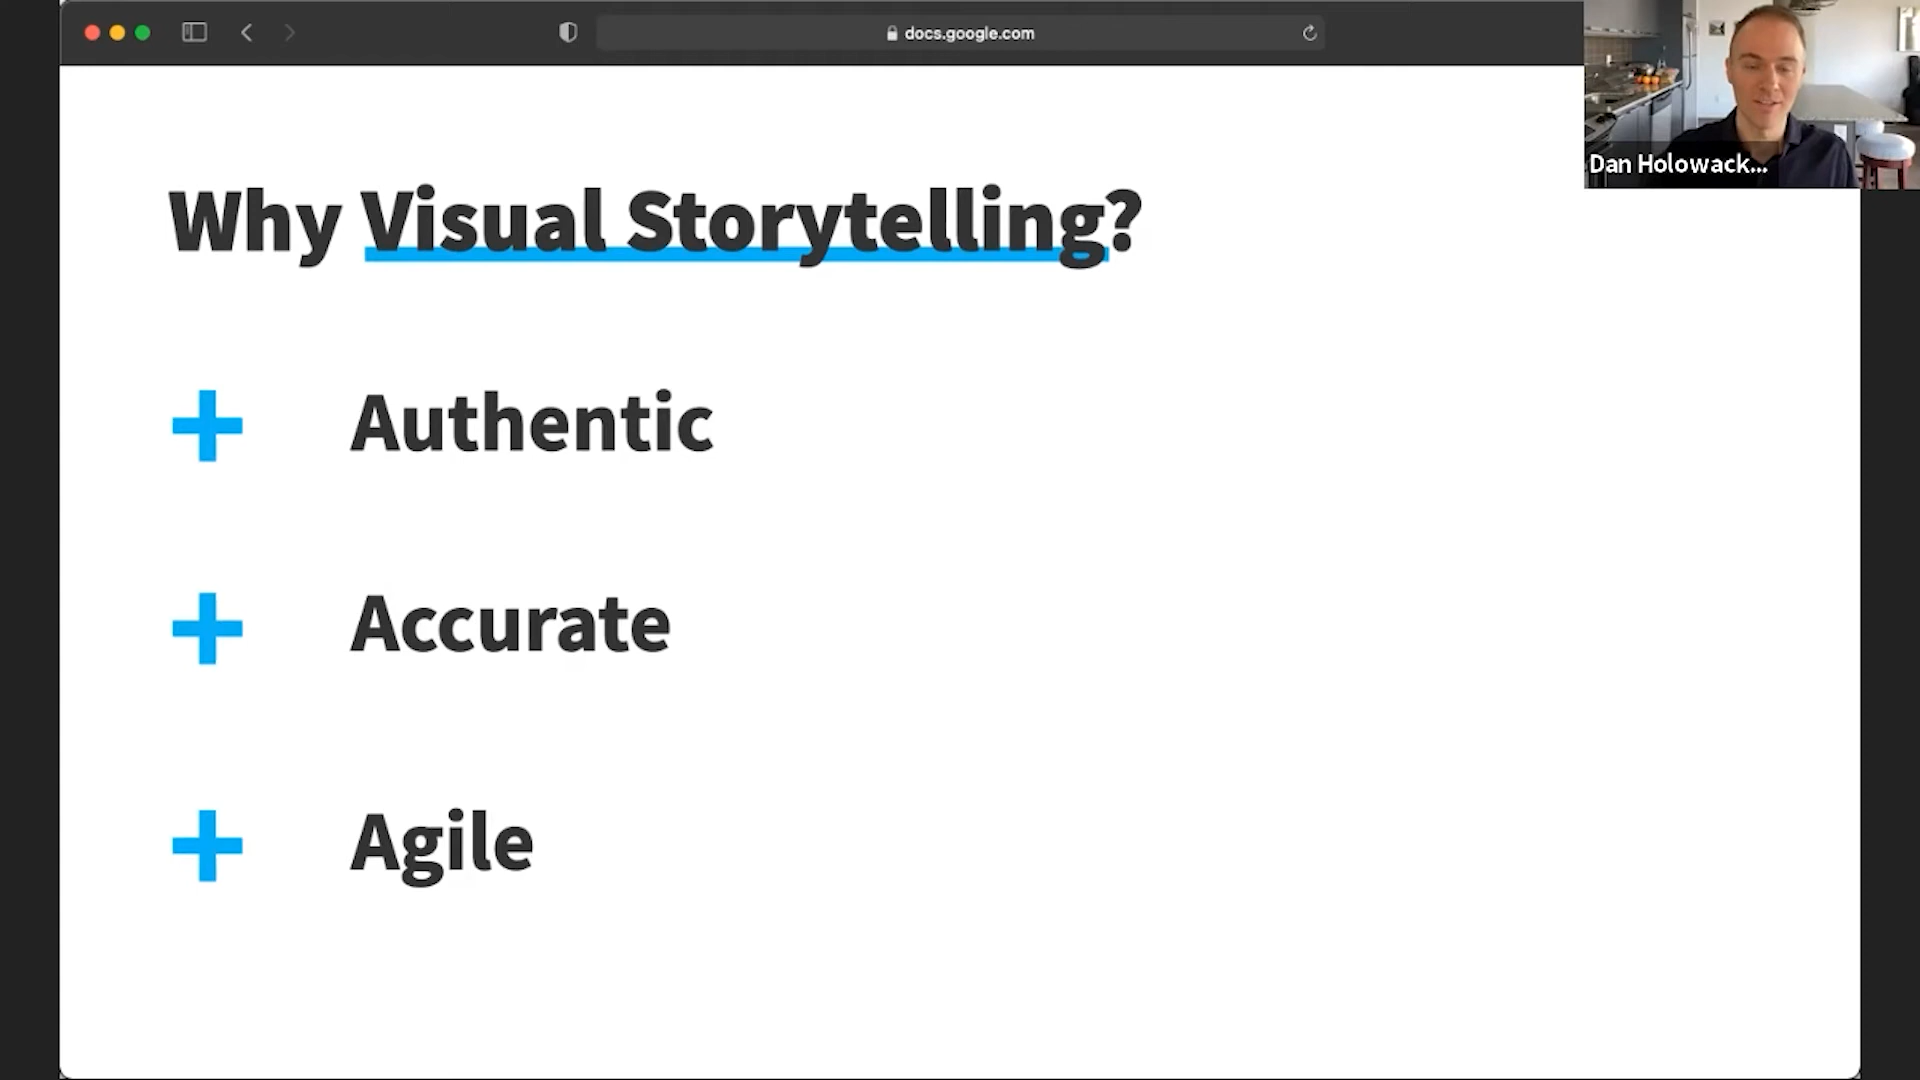 docs.google.com
Dan Holowack...
Why Visual Storytelling?
Authentic
Accurate
Agile